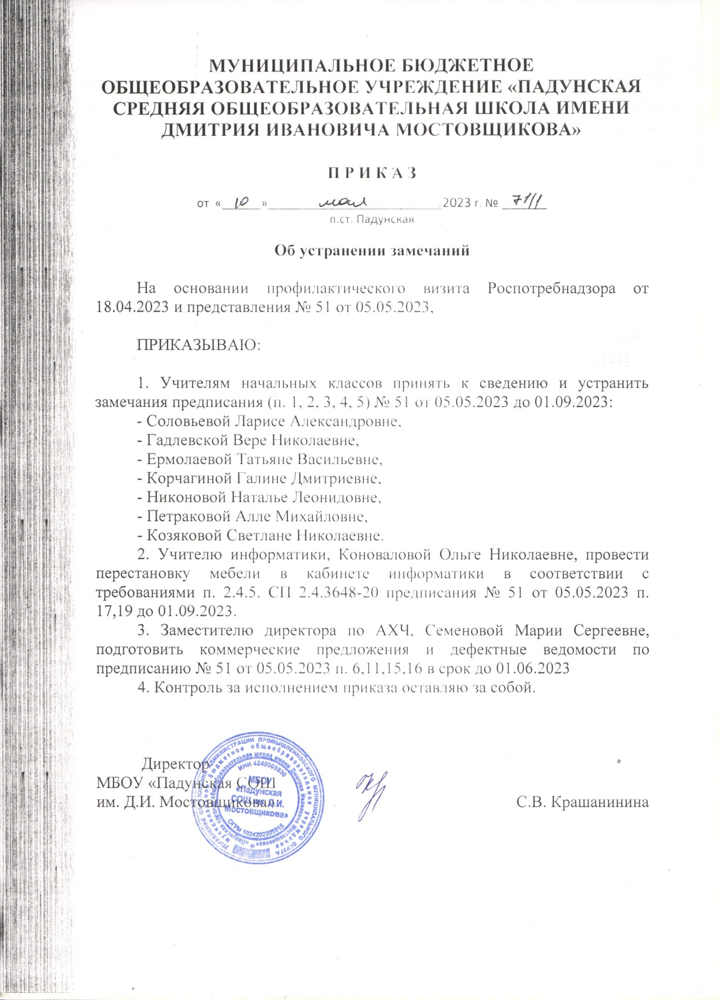 МУНИЦИПАЛЬНОЕ БЮДЖЕТНОЕ
ОБЩЕОБРАЗОВАТЕЛЬНОЕ УЧРЕЖДЕНИЕ «ПАДУНСКАЯ
СРЕДНЯЯ ОБЩЕОБРАЗОВАТЕЛЬНАЯ ШКОЛА ИМЕНИ
ДМИТРИЯ ИВАНОВИЧА МОСТОВЩИКОВА»
П Р И К А З
от «10» мая 2023 г. № 71/1
п.ст. Падунская
Об устранении замечаний
На основании профилактического визита Роспотребнадзора от
18.04.2023 и представления № 51 от 05.05.2023,
ПРИКАЗЫВАЮ:
1. Учителям начальных классов принять к сведению и устранить
замечания предписания (п. 1, 2, 3, 4, 5) № 51 от 05.05.2023 до 01.09.2023:
- Соловьевой Ларисе Александровне,
- Гадлевской Вере Николаевне,
- Ермолаевой Татьяне Васильевне,
- Корчагиной Галине Дмитриевне,
- Никоновой Наталье Леонидовне,
- Петраковой Алле Михайловне,
- Козяковой Светлане Николаевне.
2. Учителю информатики, Коноваловой Ольге Николаевне, провести
перестановку мебели в кабинете информатики в соответствии с
требованиями п. 2.4.5. СП 2.4.3648-20 предписания № 51 от 05.05.2023 п.
17,19 до 01.09.2023.
3. Заместителю директора по АХЧ, Семеновой Марии Сергеевне,
подготовить коммерческие предложения и дефектные ведомости по
предписанию № 51 от 05.05.2023 п. 6,11,15,16 в срок до 01.06.2023
4. Контроль за исполнением приказа оставляю за собой.
Директор
МБОУ «Падунская СОШ
им. Д.И. Мостовщикова»
С.В. Крашанинина
УПРАВЛЕНИЕ ОБРАЗОВАНИЯ АДМИНИСТРАЦИИ ПРОМЫШЛЕННОВСКОГО МУНИЦИПАЛЬНОГО ОКРУГА
муниципальное бюджетное общеобразовательное учреждение
«Падунская средняя общеобразовательная школа имени Дмитрия Ивановича Мостовщикова»
ИНН 4240005930
МБОУ
«Падунская
СОШ им. Д.И.
Мостовщикова»
ОГРН 1024202205915